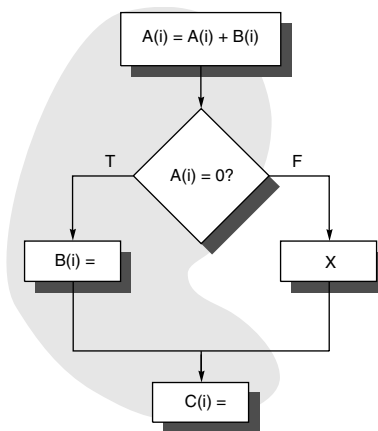 A(i) = A(i) + B(i)
T
A(i) = 0?
F
B(i) =
X
C(i) =